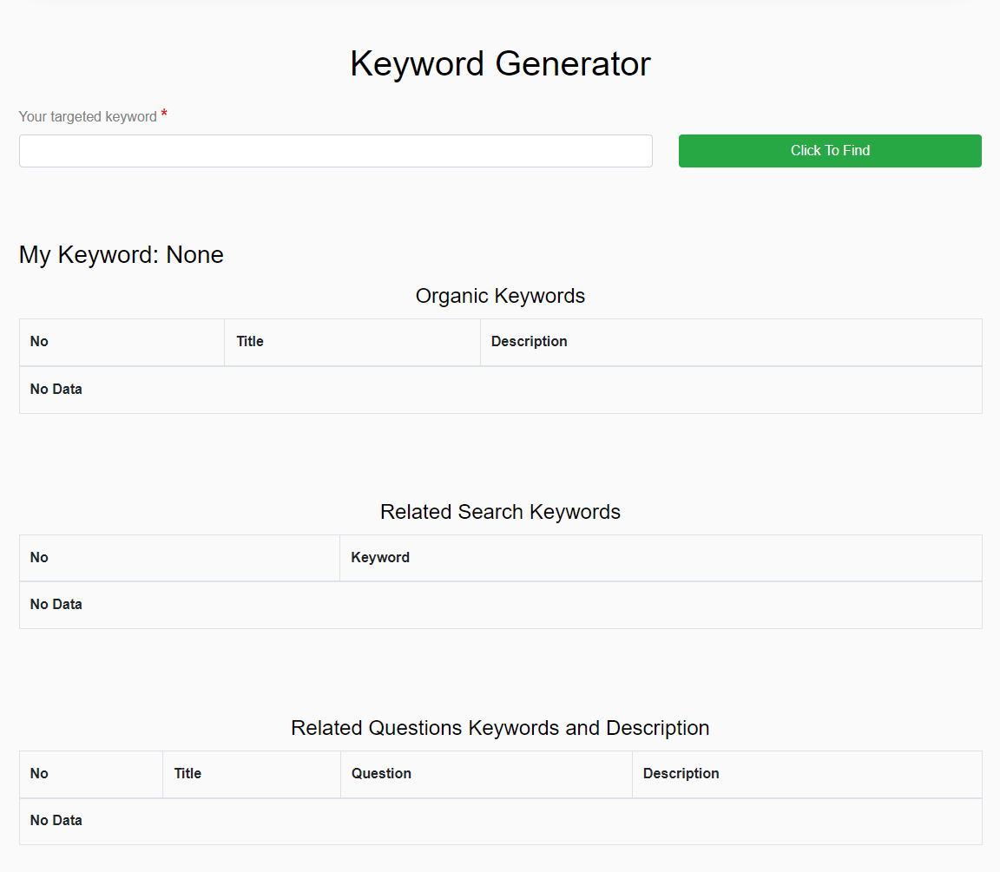 Keyword Generator
Your targeted keyword *
Click To Find
My Keyword: None
Organic Keywords
No Title Description
No Data
Related Search Keywords
No Keyword
No Data
Related Questions Keywords and Description
No Title Question Description
No Data